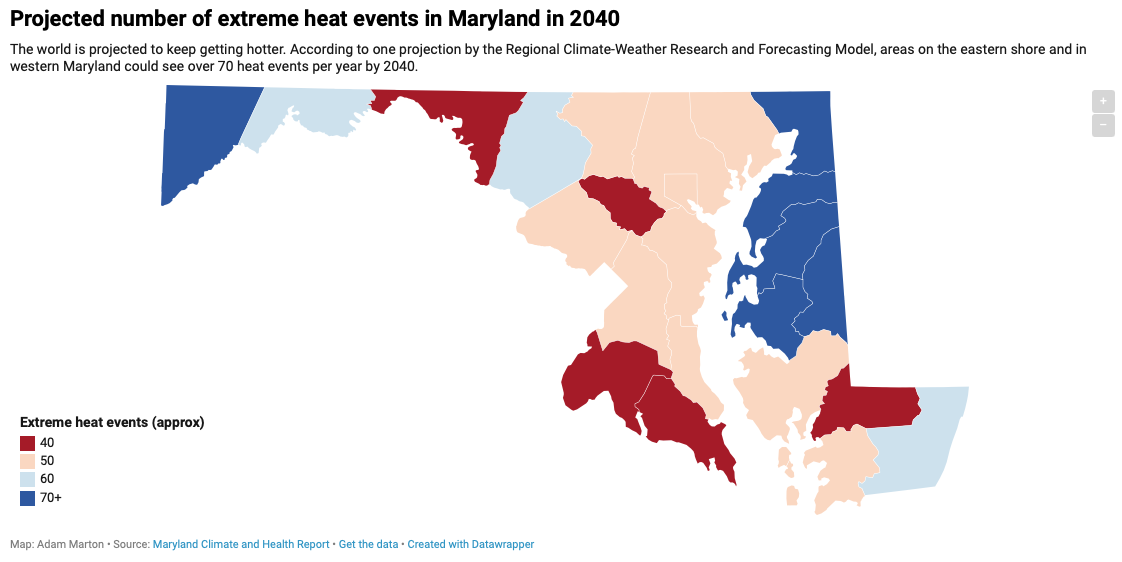 Projected number of extreme heat events in Maryland in 2040
The world is projected to keep getting hotter. According to one projection by the Regional Climate-Weather Research and Forecasting Model, areas on the eastern shore and in
western Maryland could see over 70 heat events per year by 2040.
+
−
Extreme heat events (approx)
40
50
60
70+
Map: Adam Marton • Source: Maryland Climate and Health Report • Get the data • Created with Datawrapper